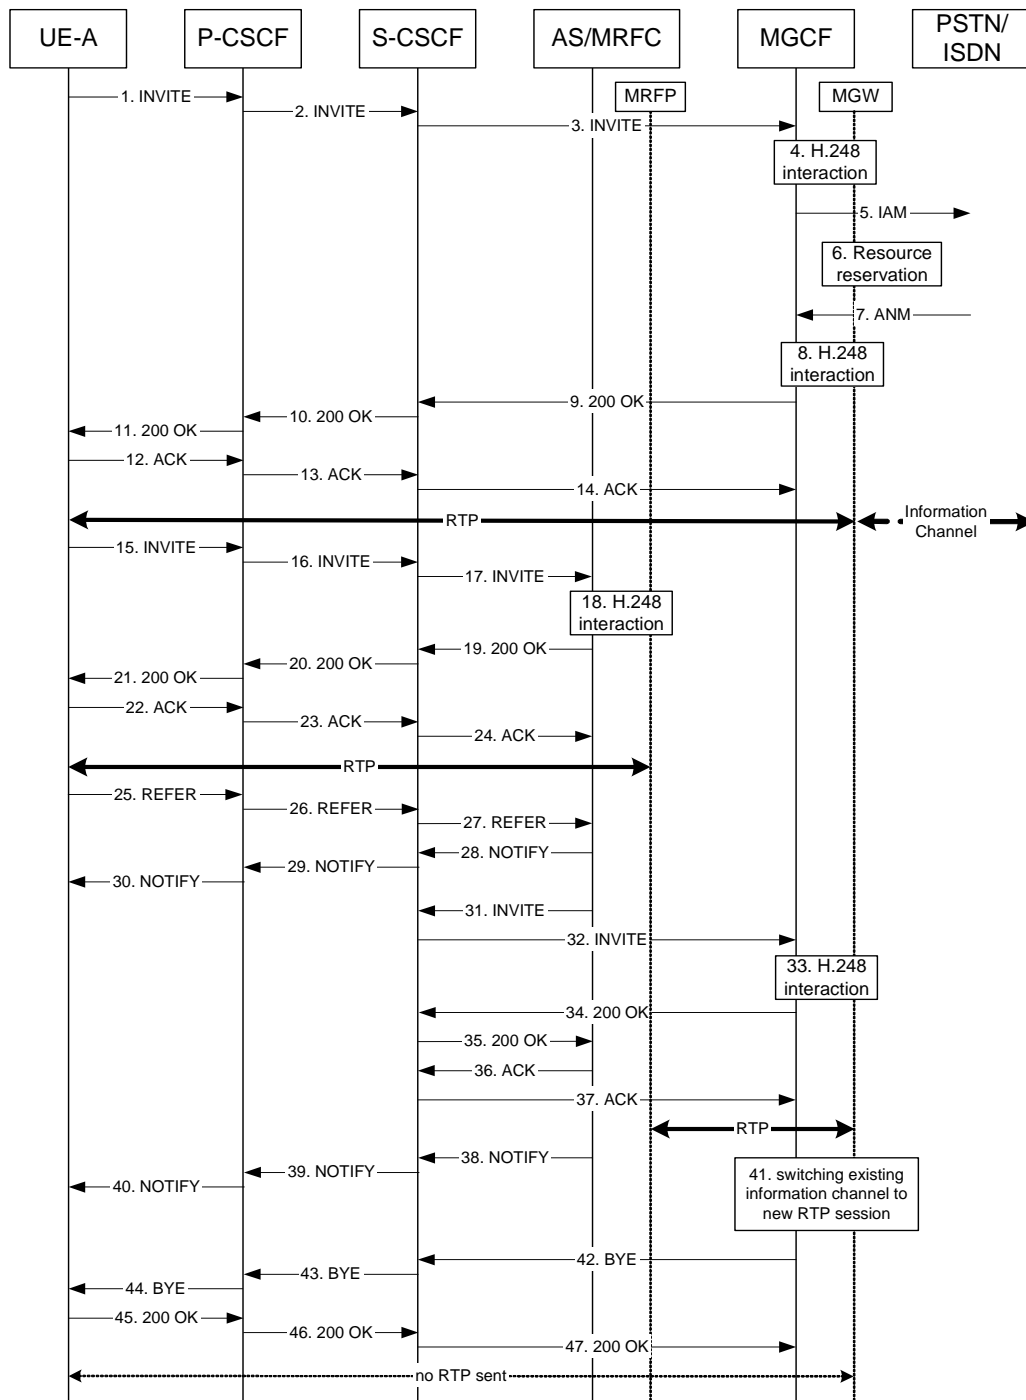 UE-A
P-CSCF
S-CSCF
AS/MRFC
MGCF
PSTN/
ISDN
MRFP
MGW
1. INVITE
2. INVITE
3. INVITE
4. H.248
interaction
5. IAM
6. Resource
reservation
7. ANM
8. H.248
interaction
9. 200 OK
10. 200 OK
11. 200 OK
12. ACK
13. ACK
14. ACK
RTP
Information
Channel
15. INVITE
16. INVITE
17. INVITE
18. H.248
interaction
19. 200 OK
20. 200 OK
21. 200 OK
22. ACK
23. ACK
24. ACK
RTP
25. REFER
26. REFER
27. REFER
28. NOTIFY
29. NOTIFY
30. NOTIFY
31. INVITE
32. INVITE
33. H.248
interaction
34. 200 OK
35. 200 OK
36. ACK
37. ACK
RTP
38. NOTIFY
39. NOTIFY
40. NOTIFY
41. switching existing
information channel to
new RTP session
42. BYE
43. BYE
44. BYE
45. 200 OK
46. 200 OK
47. 200 OK
no RTP sent